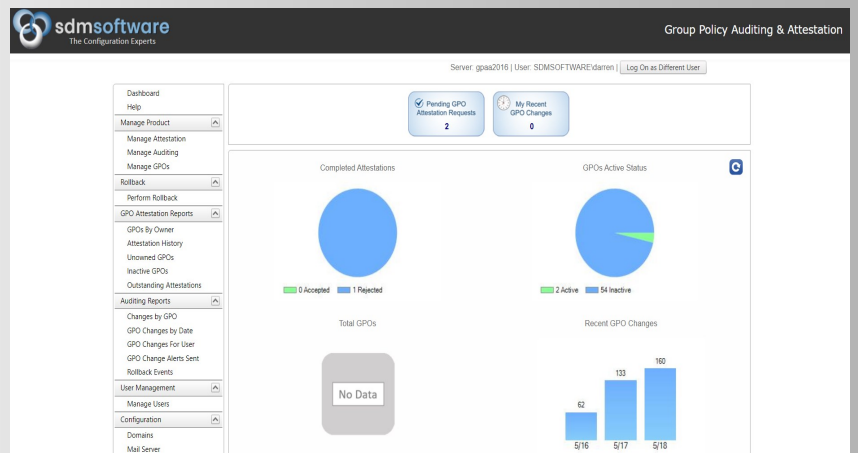 sdmsoftware
The Configuration Experts
Group Policy Auditing & Attestation
Server: gpaa2016 | User: SDMSOFTWARE\darren | Log On as Different User
Dashboard
Help
Manage Product
Manage Attestation
Manage Auditing
Manage GPOs
Rollback
Perform Rollback
GPO Attestation Reports
GPOs By Owner
Attestation History
Unowned GPOs
Inactive GPOs
Outstanding Attestations
Auditing Reports
Changes by GPO
GPO Changes by Date
GPO Changes For User
GPO Change Alerts Sent
Rollback Events
User Management
Manage Users
Configuration
Domains
Mail Server
Pending GPO
Attestation Requests
2
My Recent
GPO Changes
0
Completed Attestations
0 Accepted 1 Rejected
GPOs Active Status
2 Active 54 Inactive
Total GPOs
No Data
Recent GPO Changes
62
133
160
5/16 5/17 5/18